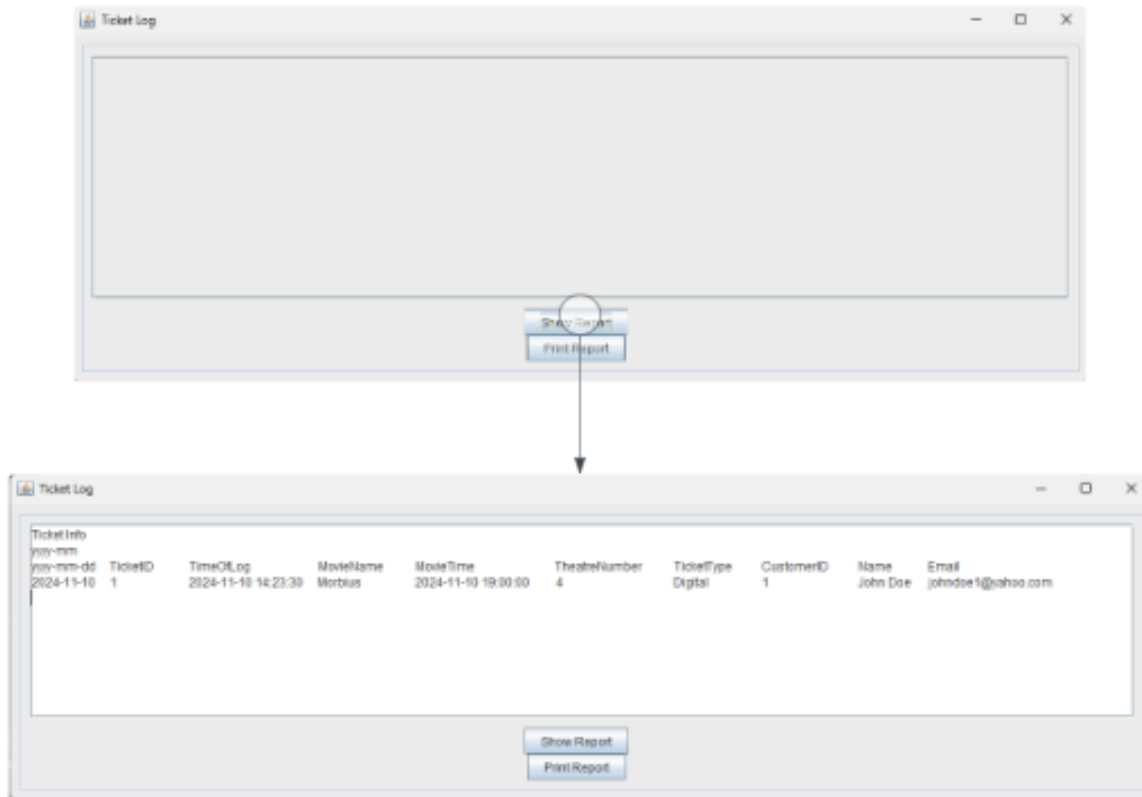 Ticket Log
Show Report
Print Report
Ticket Log
Ticket Info
yyyy-mm
yyyy-mm-dd TicketID TimeOfLog MovieName MovieTime TheatreNumber TicketType CustomerID Name Email
2024-11-10 1 2024-11-10 14:23:30 Morbius 2024-11-10 19:00:00 4 Digital 1 John Doe johndoe1@yahoo.com
Show Report
Print Report